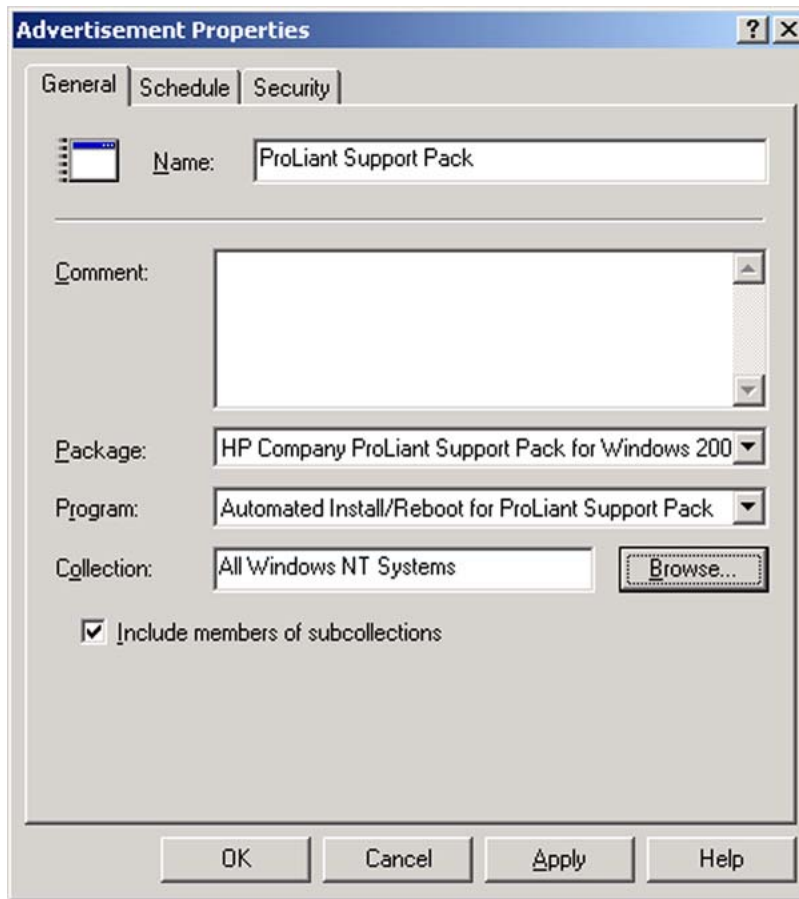 Advertisement Properties
General Schedule Security
Name: ProLiant Support Pack
Comment:
Package: HP Company ProLiant Support Pack for Windows 200
Program: Automated Install/Reboot for ProLiant Support Pack
Collection: All Windows NT Systems Browse...
Include members of subcollections
OK Cancel Apply Help